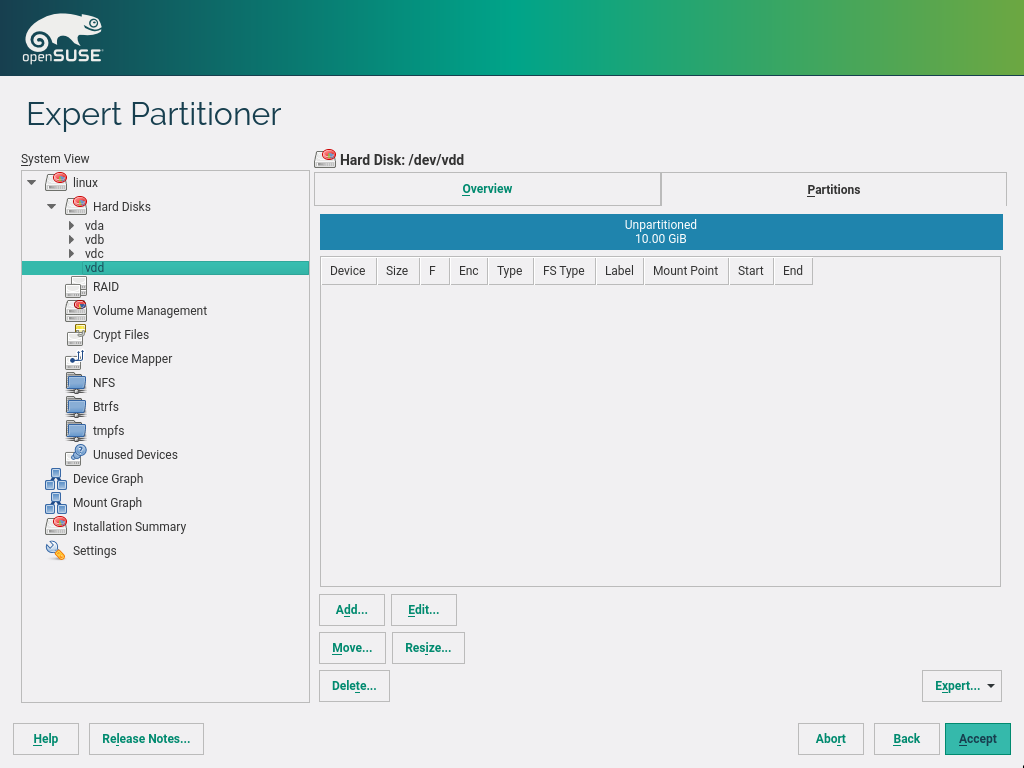 openSUSE
Expert Partitioner
System View
linux
Hard Disks
vda
vdb
vdc
vdd
RAID
Volume Management
Crypt Files
Device Mapper
NFS
Btrfs
tmpfs
Unused Devices
Device Graph
Mount Graph
Installation Summary
Settings
Hard Disk: /dev/vdd
Overview Partitions
Unpartitioned
10.00 GiB
Device Size F Enc Type FS Type Label Mount Point Start End
Add... Edit...
Move... Resize...
Delete... Expert...
Help Release Notes... Abort Back Accept